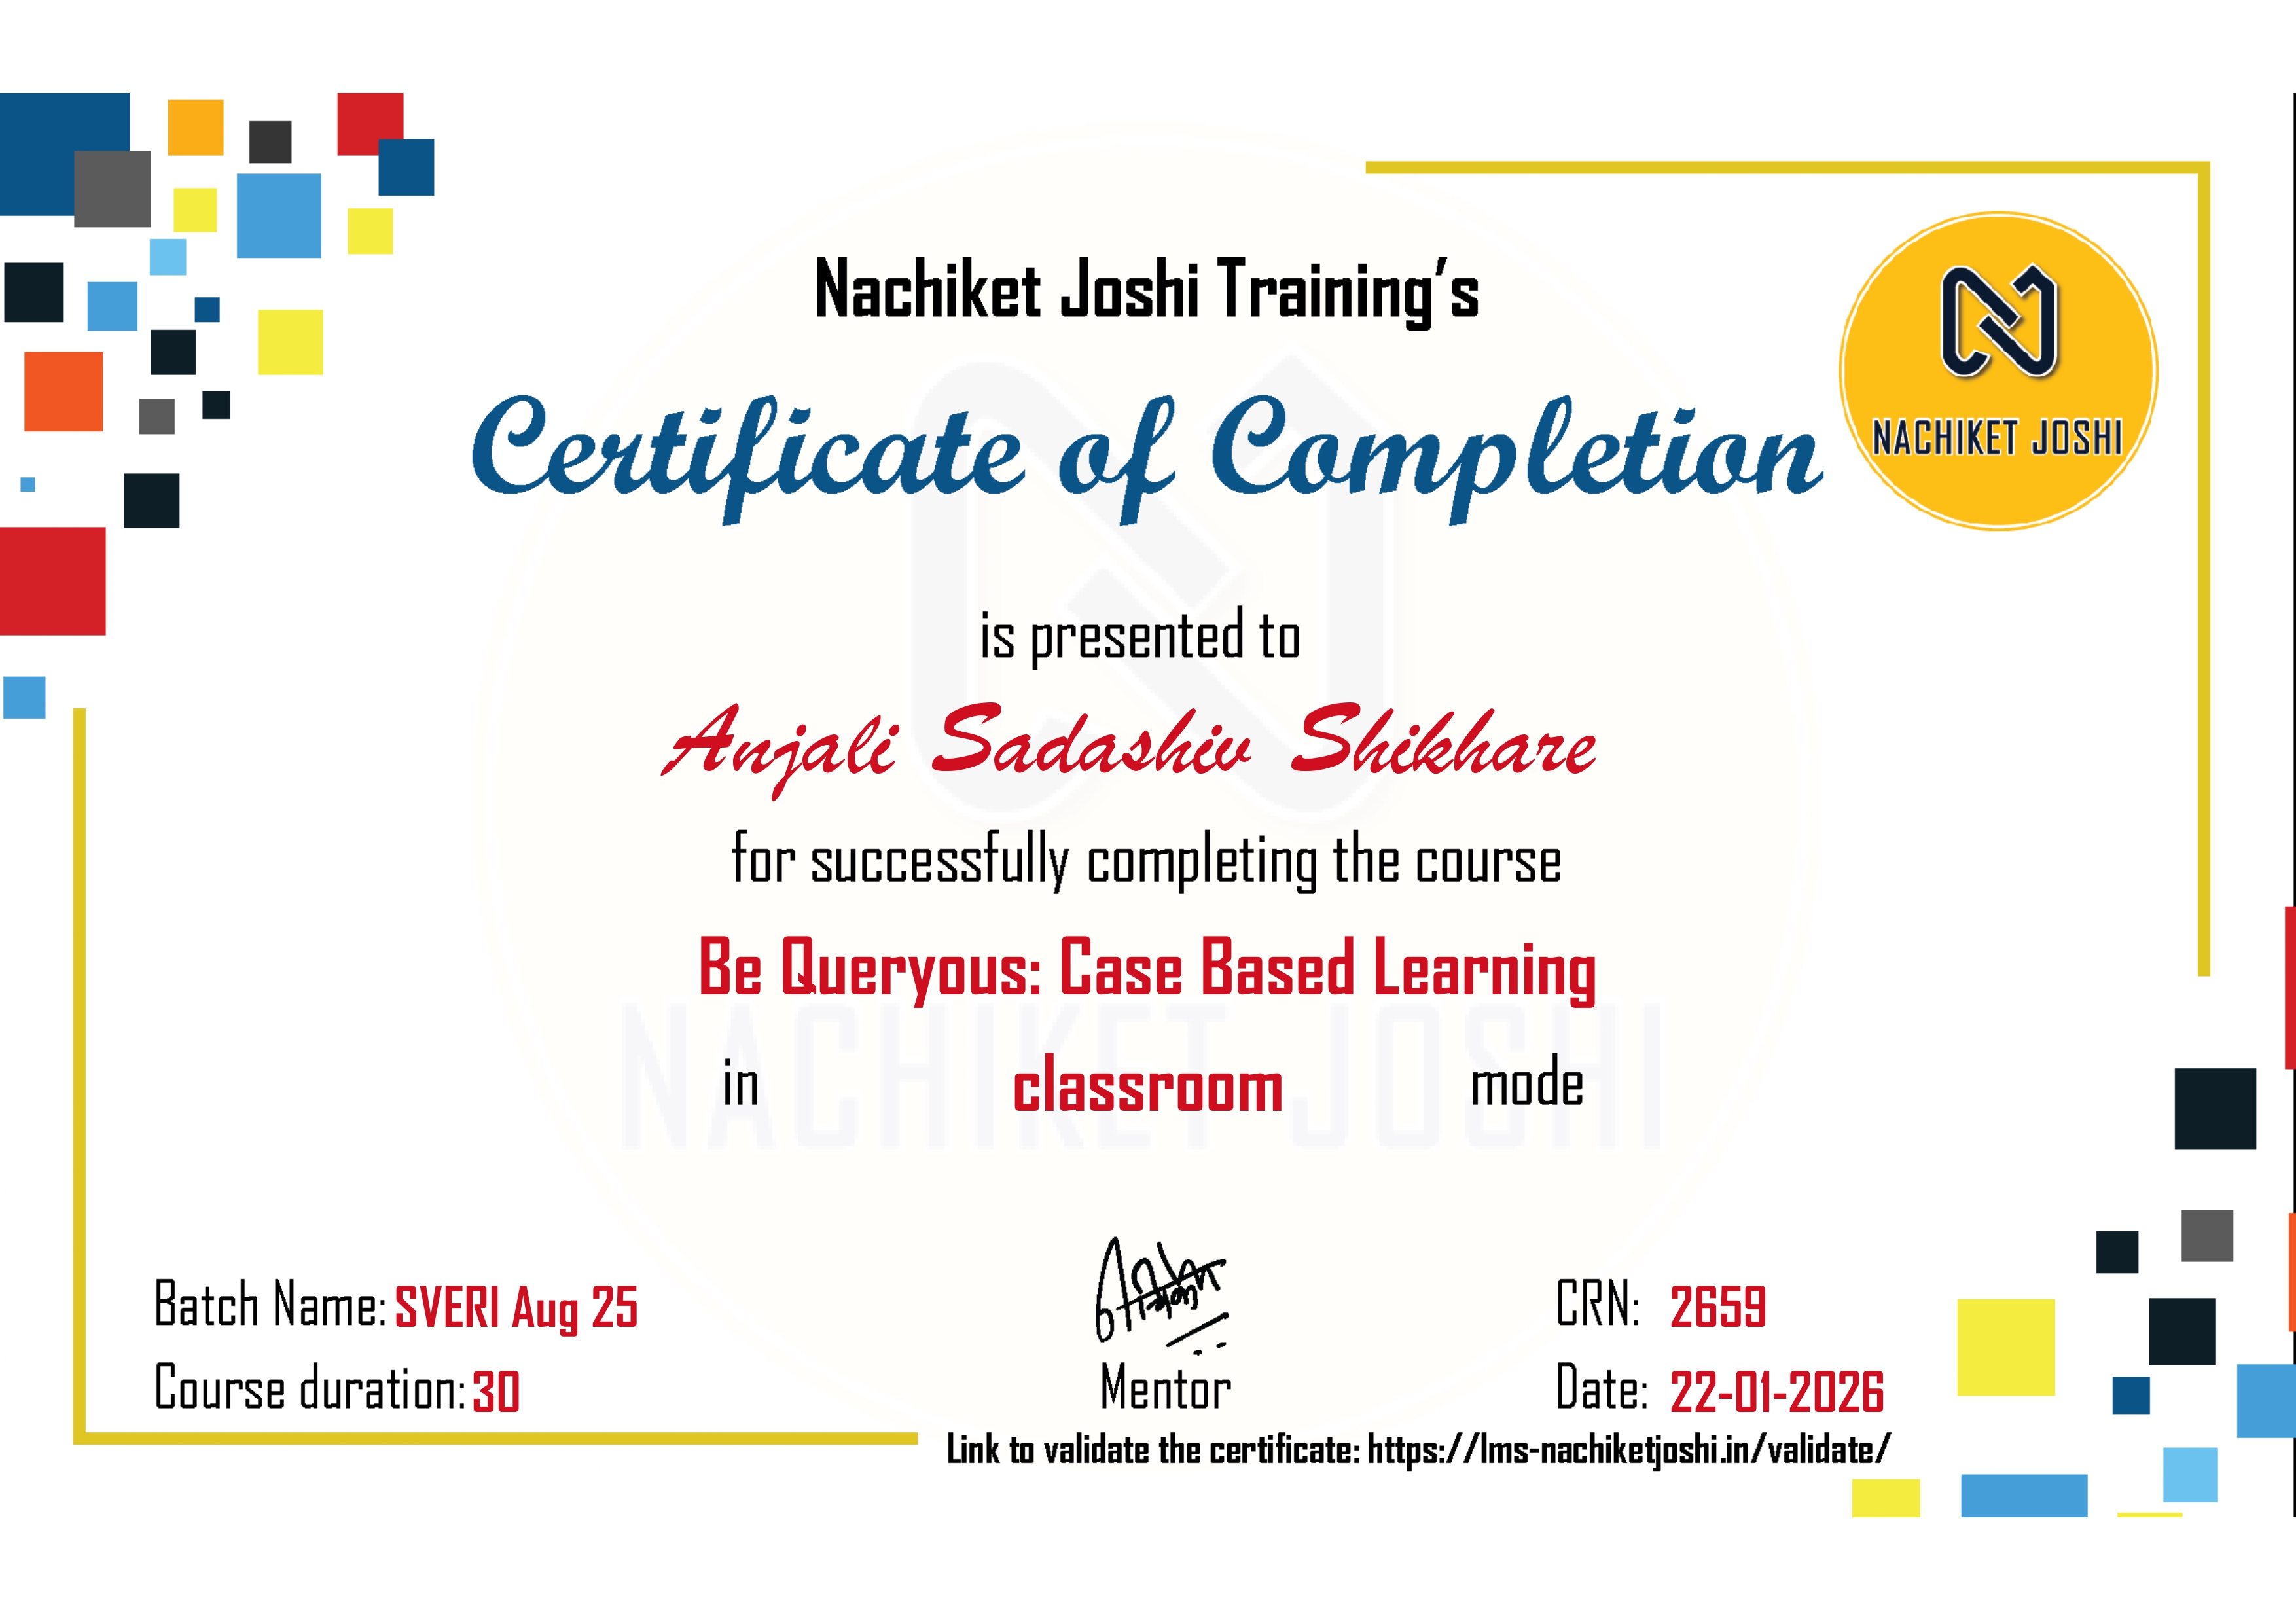 Nachiket Joshi Training’s
NACHIKET JOSHI
Certificate of Completion
is presented to
Anjali Sadashiv Shikhare
for successfully completing the course
Be Queryous: Case Based Learning
NACHIKET JOSHI
in classroom mode
Batch Name: SVERI Aug 25
Course duration: 30
Mentor
CRN: 2659
Date: 22-01-2026
Link to validate the certificate: https://lms-nachiketjoshi.in/validate/